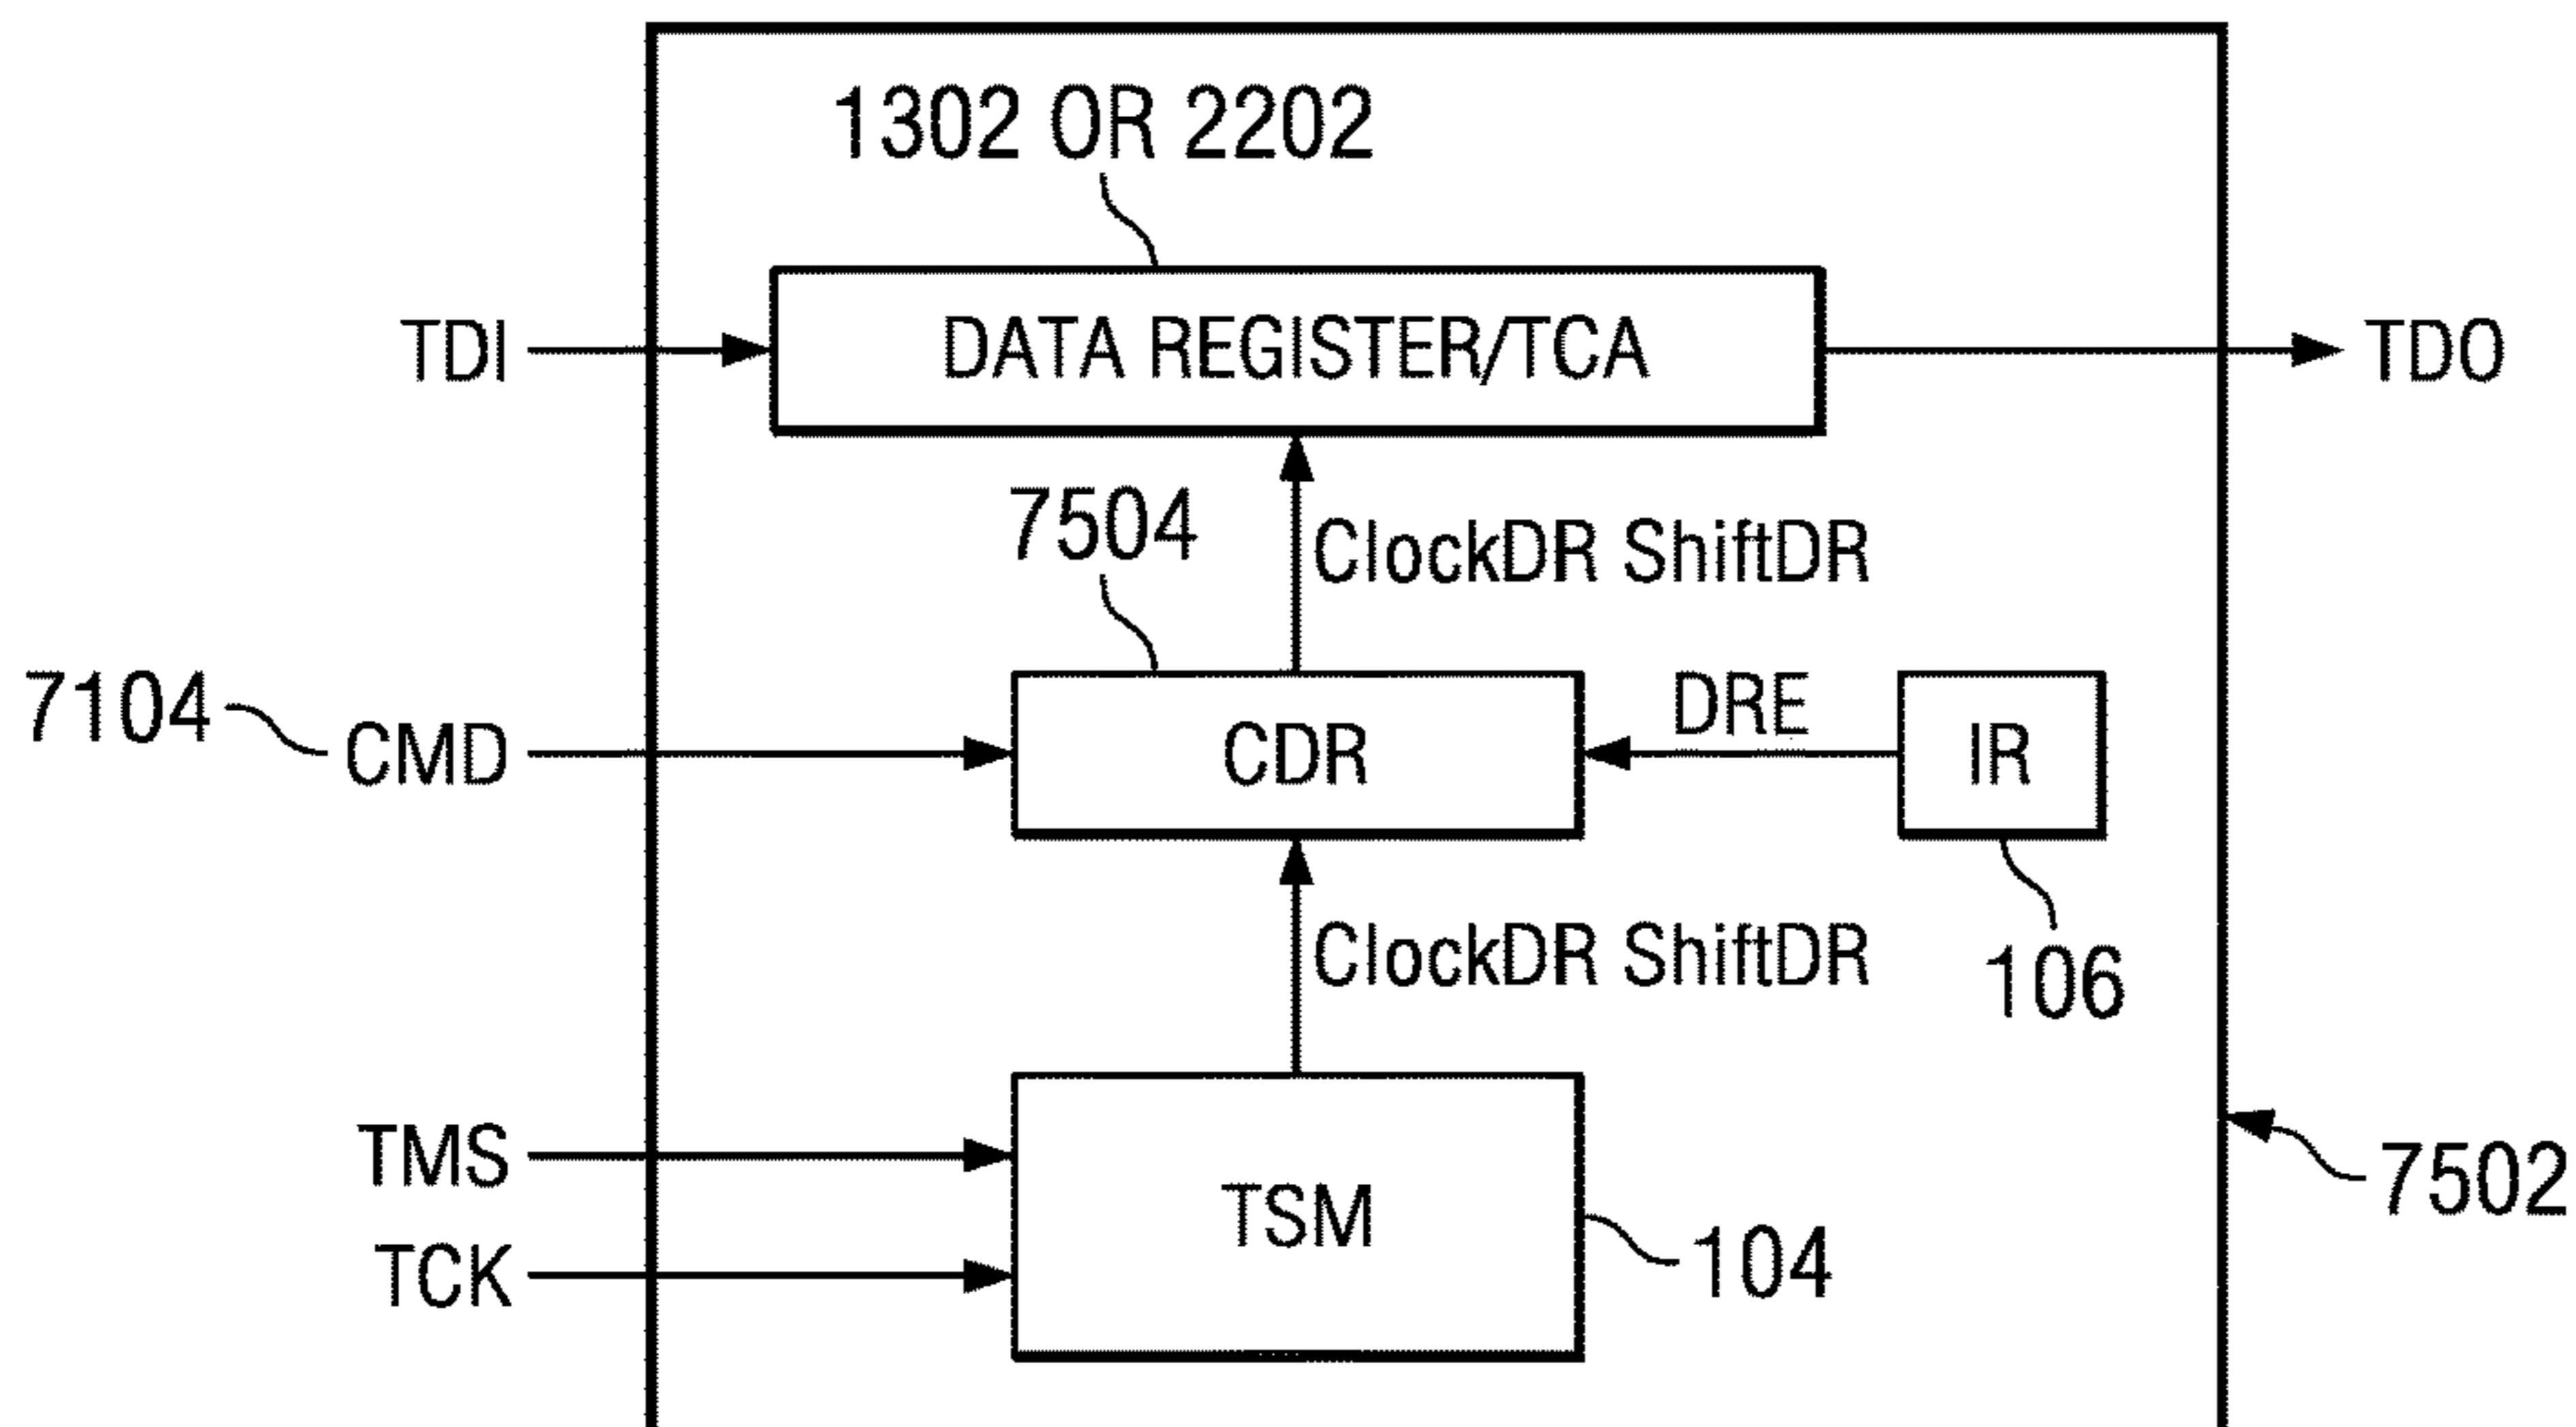 1302 OR 2202
TDI
DATA REGISTER/TCA
TDO
7504
ClockDR ShiftDR
7104
CMD
CDR
DRE
IR
ClockDR ShiftDR
106
TMS
TSM
7502
TCK
104